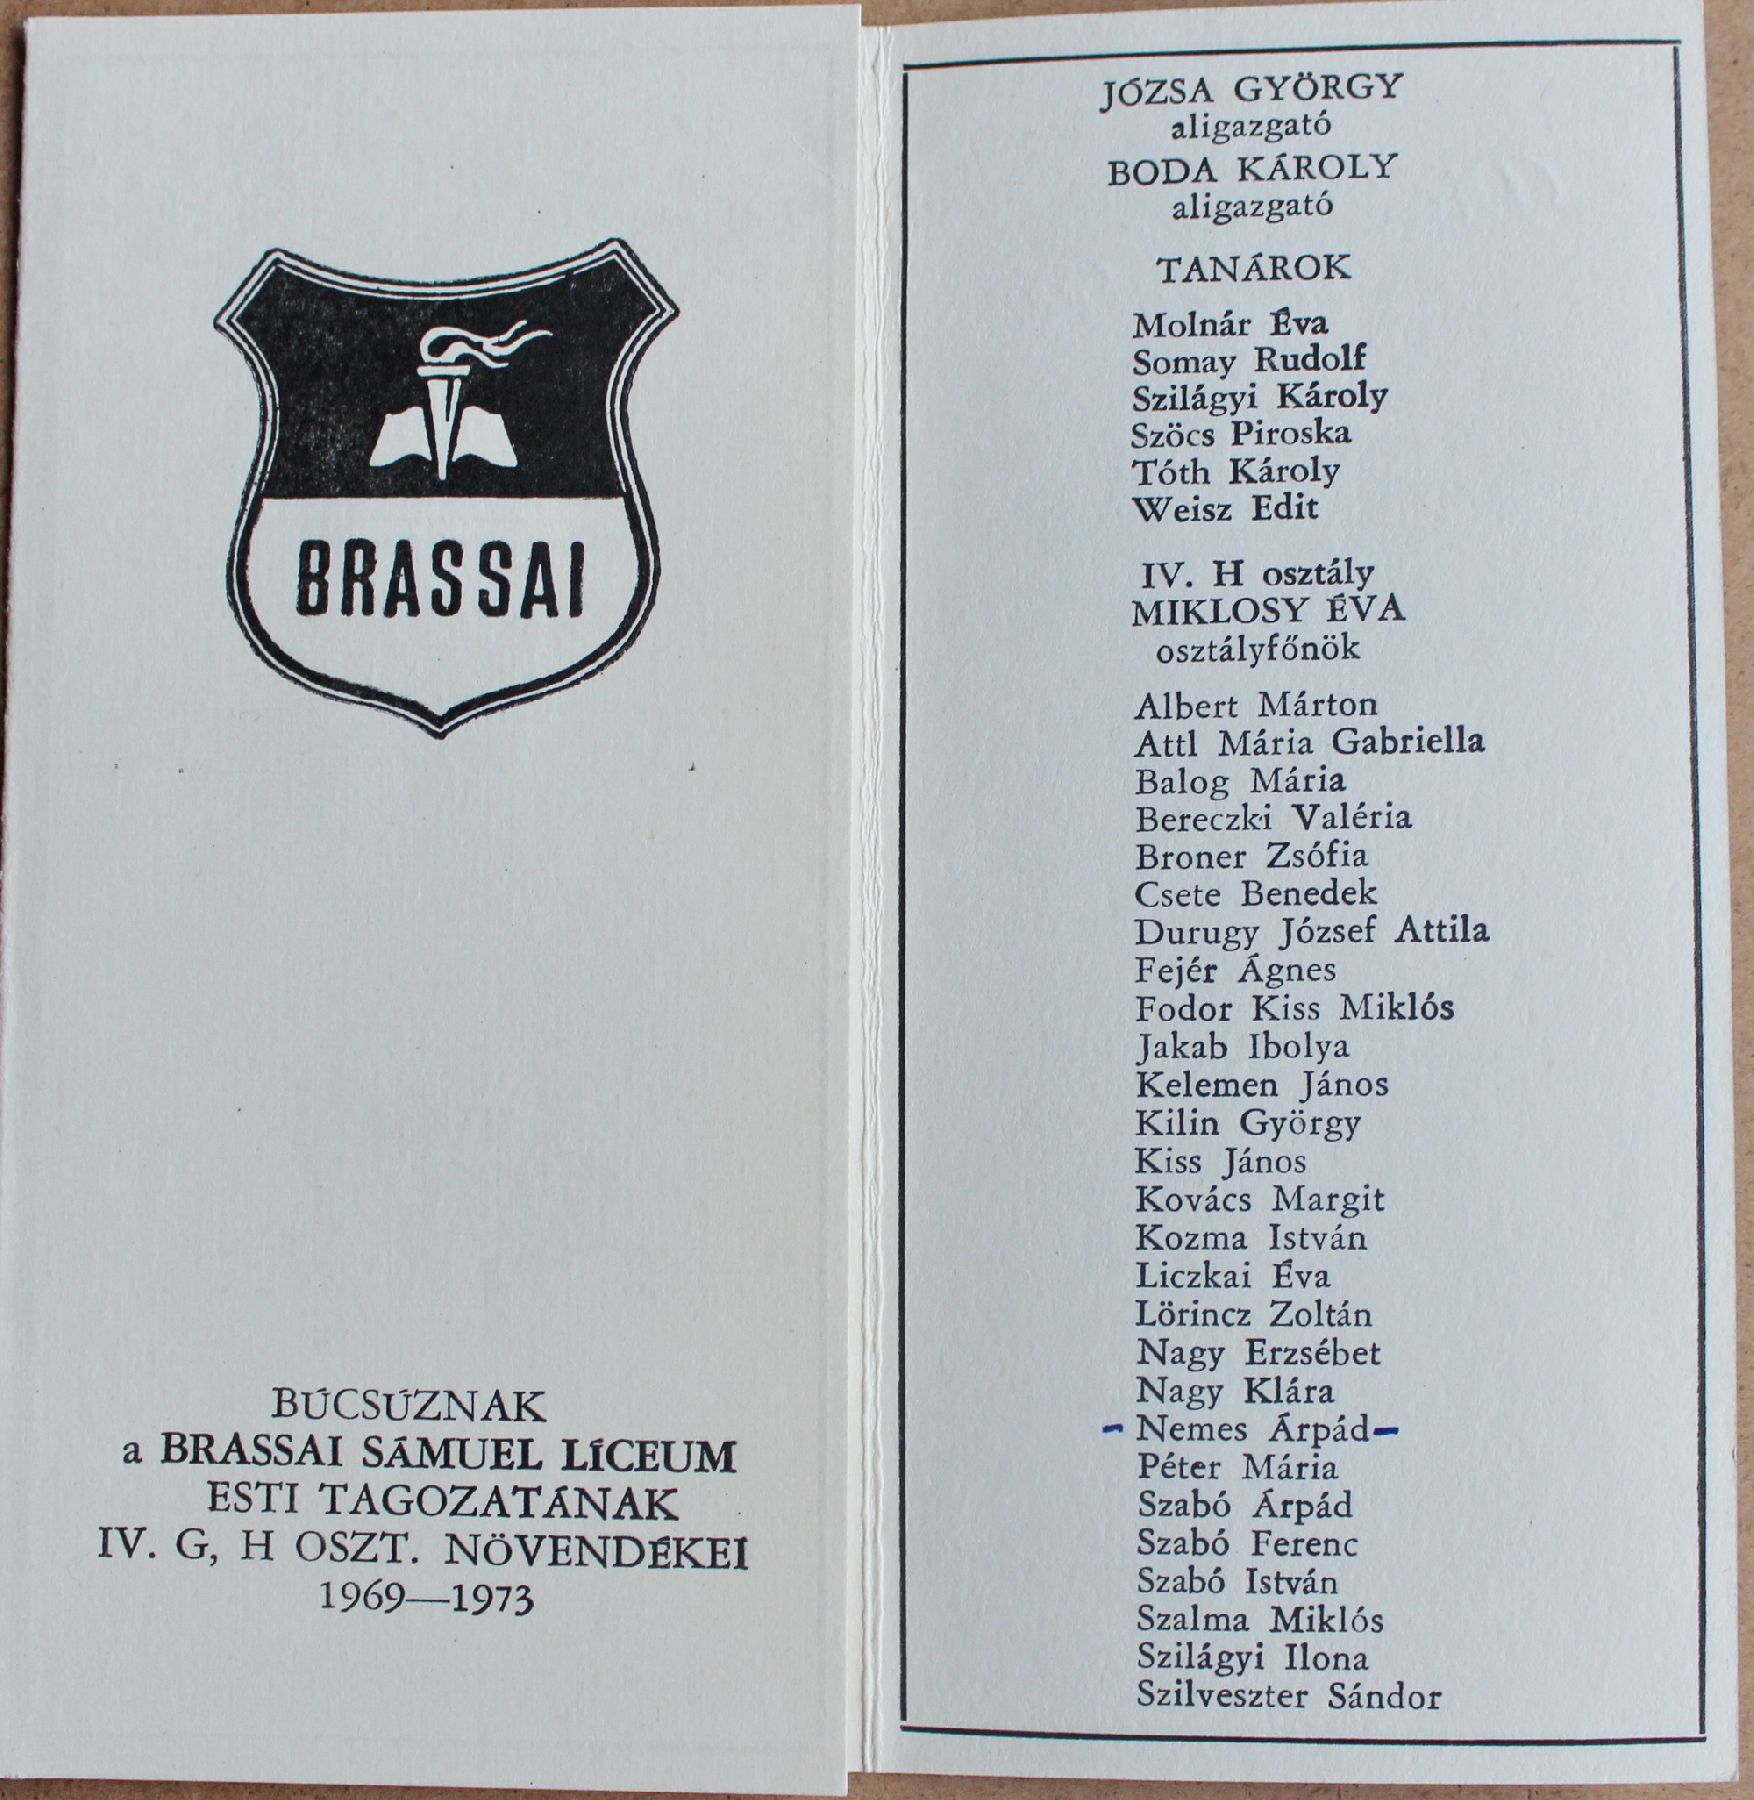 BRASSAI
BÚCSÚZNAK
a BRASSAI SÁMUEL LÍCEUM
ESTI TAGOZATÁNAK
IV. G, H OSZT. NÖVENDÉKEI
1969—1973
JÓZSA GYÖRGY
aligazgató
BODA KÁROLY
aligazgató
TANÁROK
Molnár Éva
Somay Rudolf
Szilágyi Károly
Szöcs Piroska
Tóth Károly
Weisz Edit
IV. H osztály
MIKLOSY ÉVA
osztályfőnök
Albert Márton
Attl Mária Gabriella
Balog Mária
Bereczki Valéria
Broner Zsófia
Csete Benedek
Durugy József Attila
Fejér Ágnes
Fodor Kiss Miklós
Jakab Ibolya
Kelemen János
Kilin György
Kiss János
Kovács Margit
Kozma István
Liczkai Éva
Lörincz Zoltán
Nagy Erzsébet
Nagy Klára
- Nemes Árpád -
Péter Mária
Szabó Árpád
Szabó Ferenc
Szabó István
Szalma Miklós
Szilágyi Ilona
Szilveszter Sándor